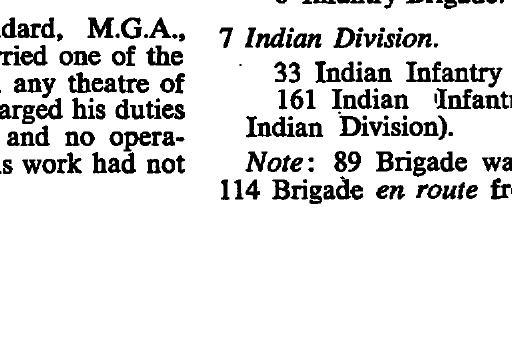 dard, M.G.A.,
rried one of the
any theatre of
arged his duties
and no opera-
s work had not
Infantry Brigade.
7 Indian Division.
33 Indian Infantry
161 Indian Infant
Indian Division).
Note: 89 Brigade wa
114 Brigade en route fr